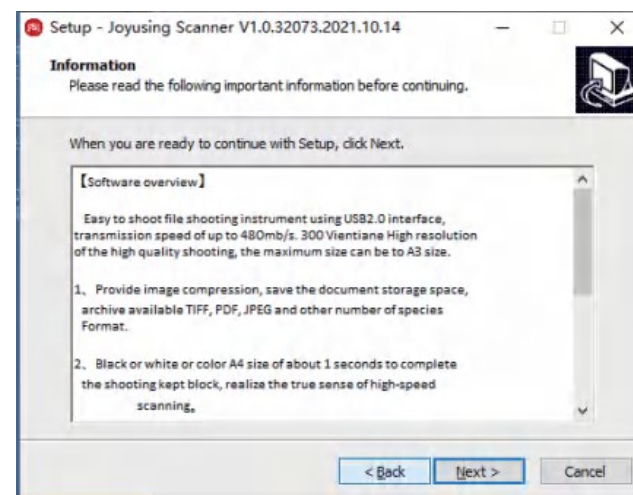 Setup - Joyusing Scanner V1.0.32073.2021.10.14
Information
Please read the following important information before continuing.
When you are ready to continue with Setup, click Next.
【Software overview】
Easy to shoot file shooting instrument using USB2.0 interface,
transmission speed of up to 480mb/s. 300 Vientiane High resolution
of the high quality shooting, the maximum size can be to A3 size.
1、Provide image compression, save the document storage space,
archive available TIFF, PDF, JPEG and other number of species
Format.
2、Black or white or color A4 size of about 1 seconds to complete
the shooting kept block, realize the true sense of high-speed
scanning。
< Back Next > Cancel